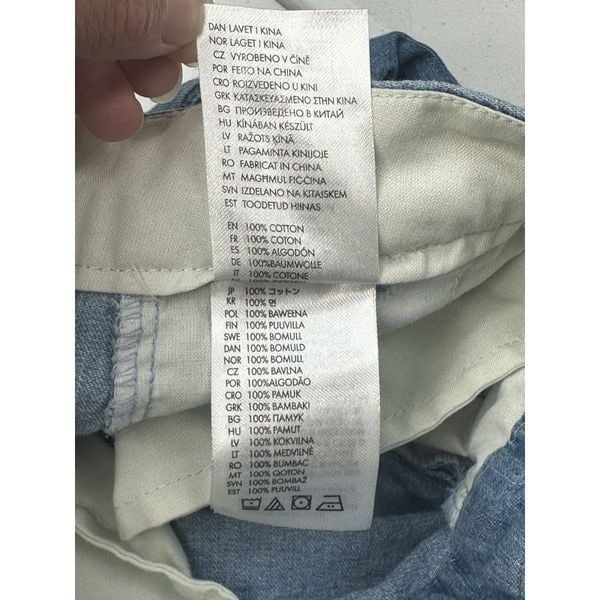 DAN LAVET I KINA
NOR LAGET I KINA
CZ VYROBENO V ČÍNĚ
POR FEITO NA CHINA
CRO ROIZVEDENO U KINI
GRK ΚΑΤΑΣΚΕΥΑΣΜΕΝΟ ΣΤΗΝ ΚΙΝΑ
BG ПРОИЗВЕДЕНО В КИТАЙ
HU KÍNÁBAN KÉSZÜLT
LV RAŽOTS ĶĪNĀ
LT PAGAMINTA KINIJOJE
RO FABRICAT IN CHINA
MT MAGHMUL FIĊ-ĊINA
SVN IZDELANO NA KITAJSKEM
EST TOODETUD HIINAS
EN 100% COTTON
FR 100% COTON
ES 100% ALGODÓN
DE 100%BAUMWOLLE
IT 100% COTONE
JP 100% コットン
KR 100% 면
POL 100% BAWEŁNA
FIN 100% PUUVILLA
SWE 100% BOMULL
DAN 100% BOMULD
NOR 100% BOMULL
CZ 100% BAVLNA
POR 100%ALGODÃO
CRO 100% PAMUK
GRK 100% BAMBAKI
BG 100% ПАМУК
HU 100% PAMUT
LV 100% KOKVILNA
LT 100% MEDVILNĖ
RO 100% BUMBAC
MT 100% QOTON
SVN 100% BOMBAŽ
EST 100% PUUVILL